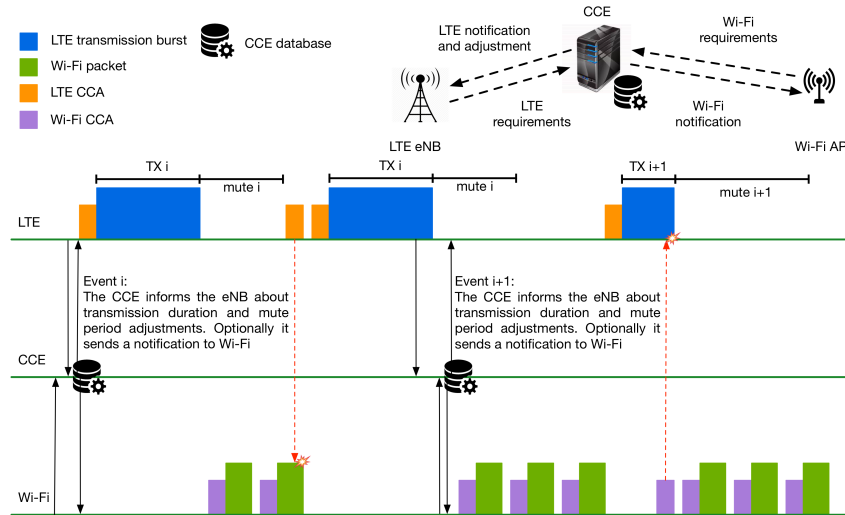 LTE transmission burst
Wi-Fi packet
LTE CCA
Wi-Fi CCA
CCE database
LTE notification
and adjustment
CCE
Wi-Fi
requirements
LTE
requirements
Wi-Fi
notification
LTE eNB
Wi-Fi AP
TX i
mute i
TX i
mute i
TX i+1
mute i+1
LTE
Event i:
The CCE informs the eNB about
transmission duration and mute
period adjustments. Optionally it
sends a notification to Wi-Fi
Event i+1:
The CCE informs the eNB about
transmission duration and mute
period adjustments. Optionally it
sends a notification to Wi-Fi
CCE
Wi-Fi